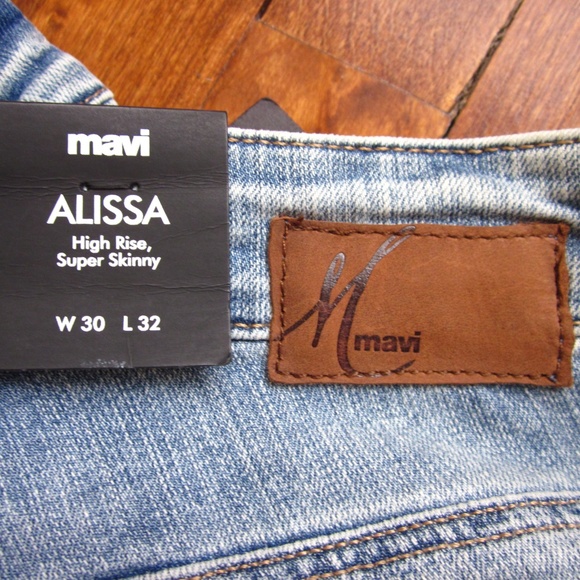 mavi
ALISSA
High Rise,
Super Skinny
W 30 L 32
M
mavi